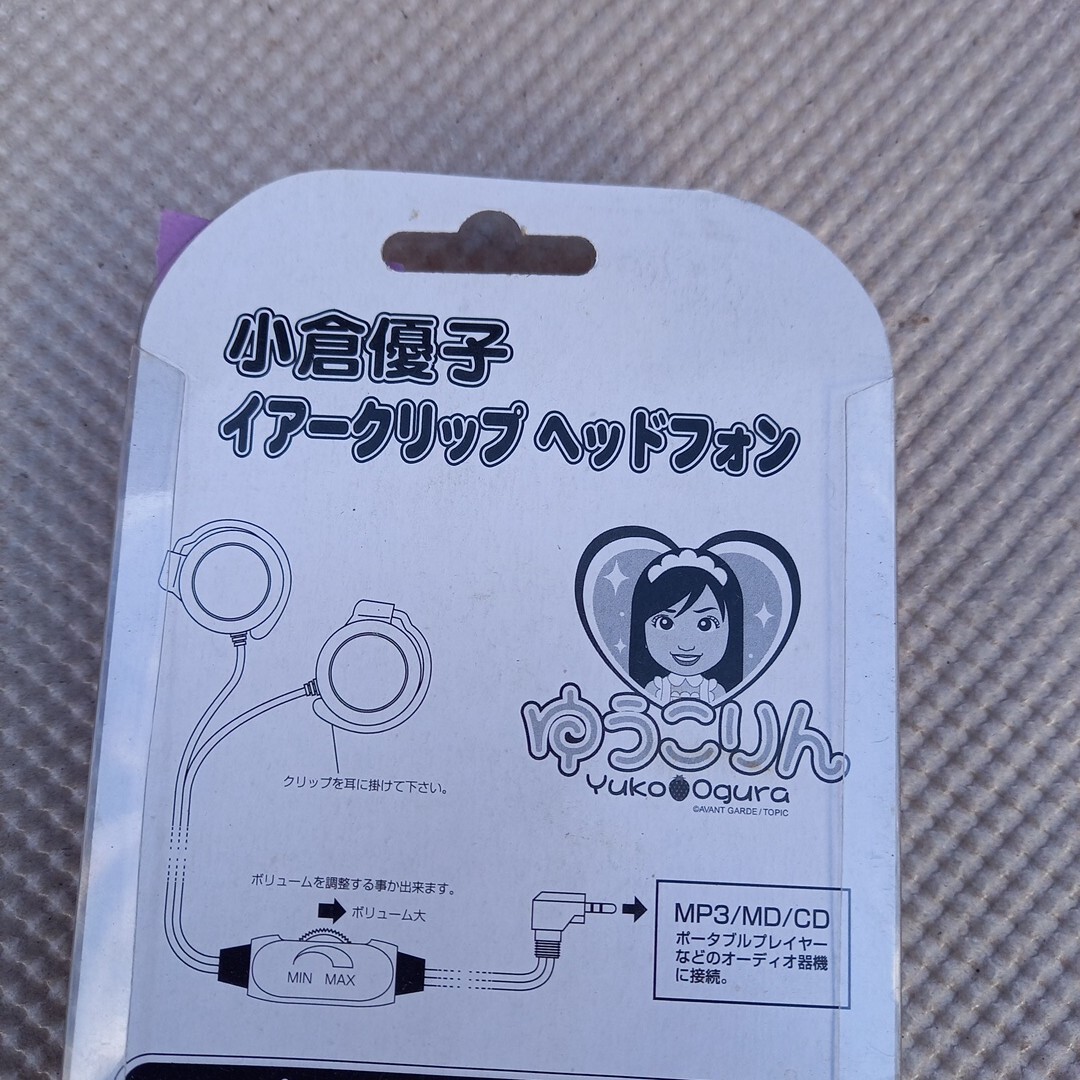 小倉優子
イアークリップ ヘッドフォン
ゆうこりん
Yuko Ogura
©AVANT GARDE/TOPIC
クリップを耳に掛けて下さい。
ボリュームを調整する事か出来ます。
ボリューム大
MIN MAX
MP3/MD/CD
ポータブルプレイヤー
などのオーディオ器機
に接続。